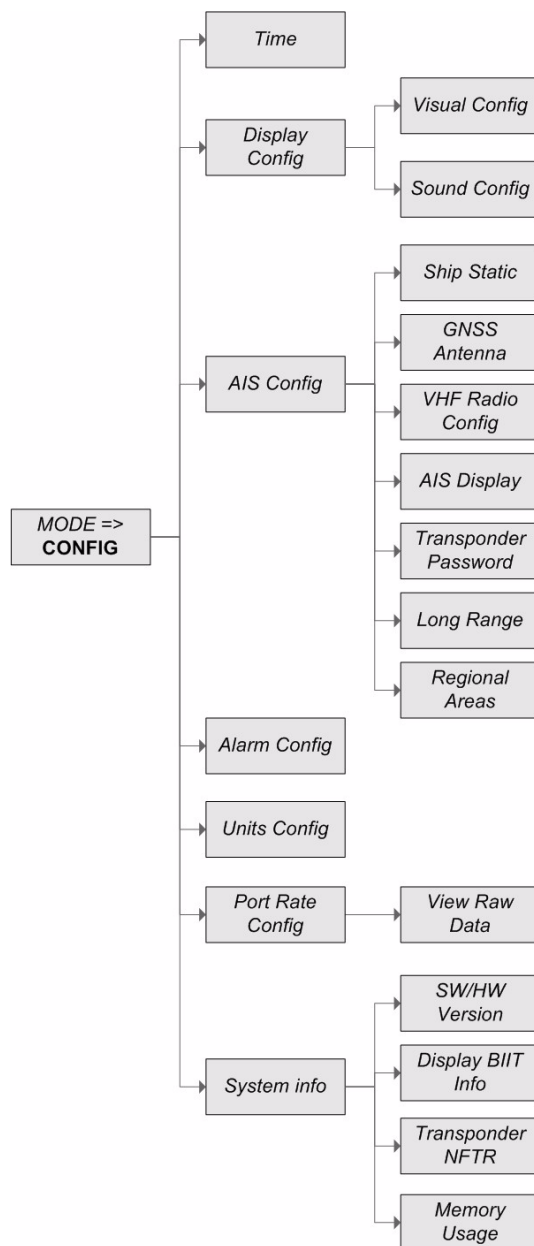 Time
Display
Config
Visual Config
Sound Config
AIS Config
Ship Static
GNSS
Antenna
VHF Radio
Config
AIS Display
Transponder
Password
Long Range
Regional
Areas
MODE =>
CONFIG
Alarm Config
Units Config
Port Rate
Config
View Raw
Data
System info
SW/HW
Version
Display BIIT
Info
Transponder
NFTR
Memory
Usage